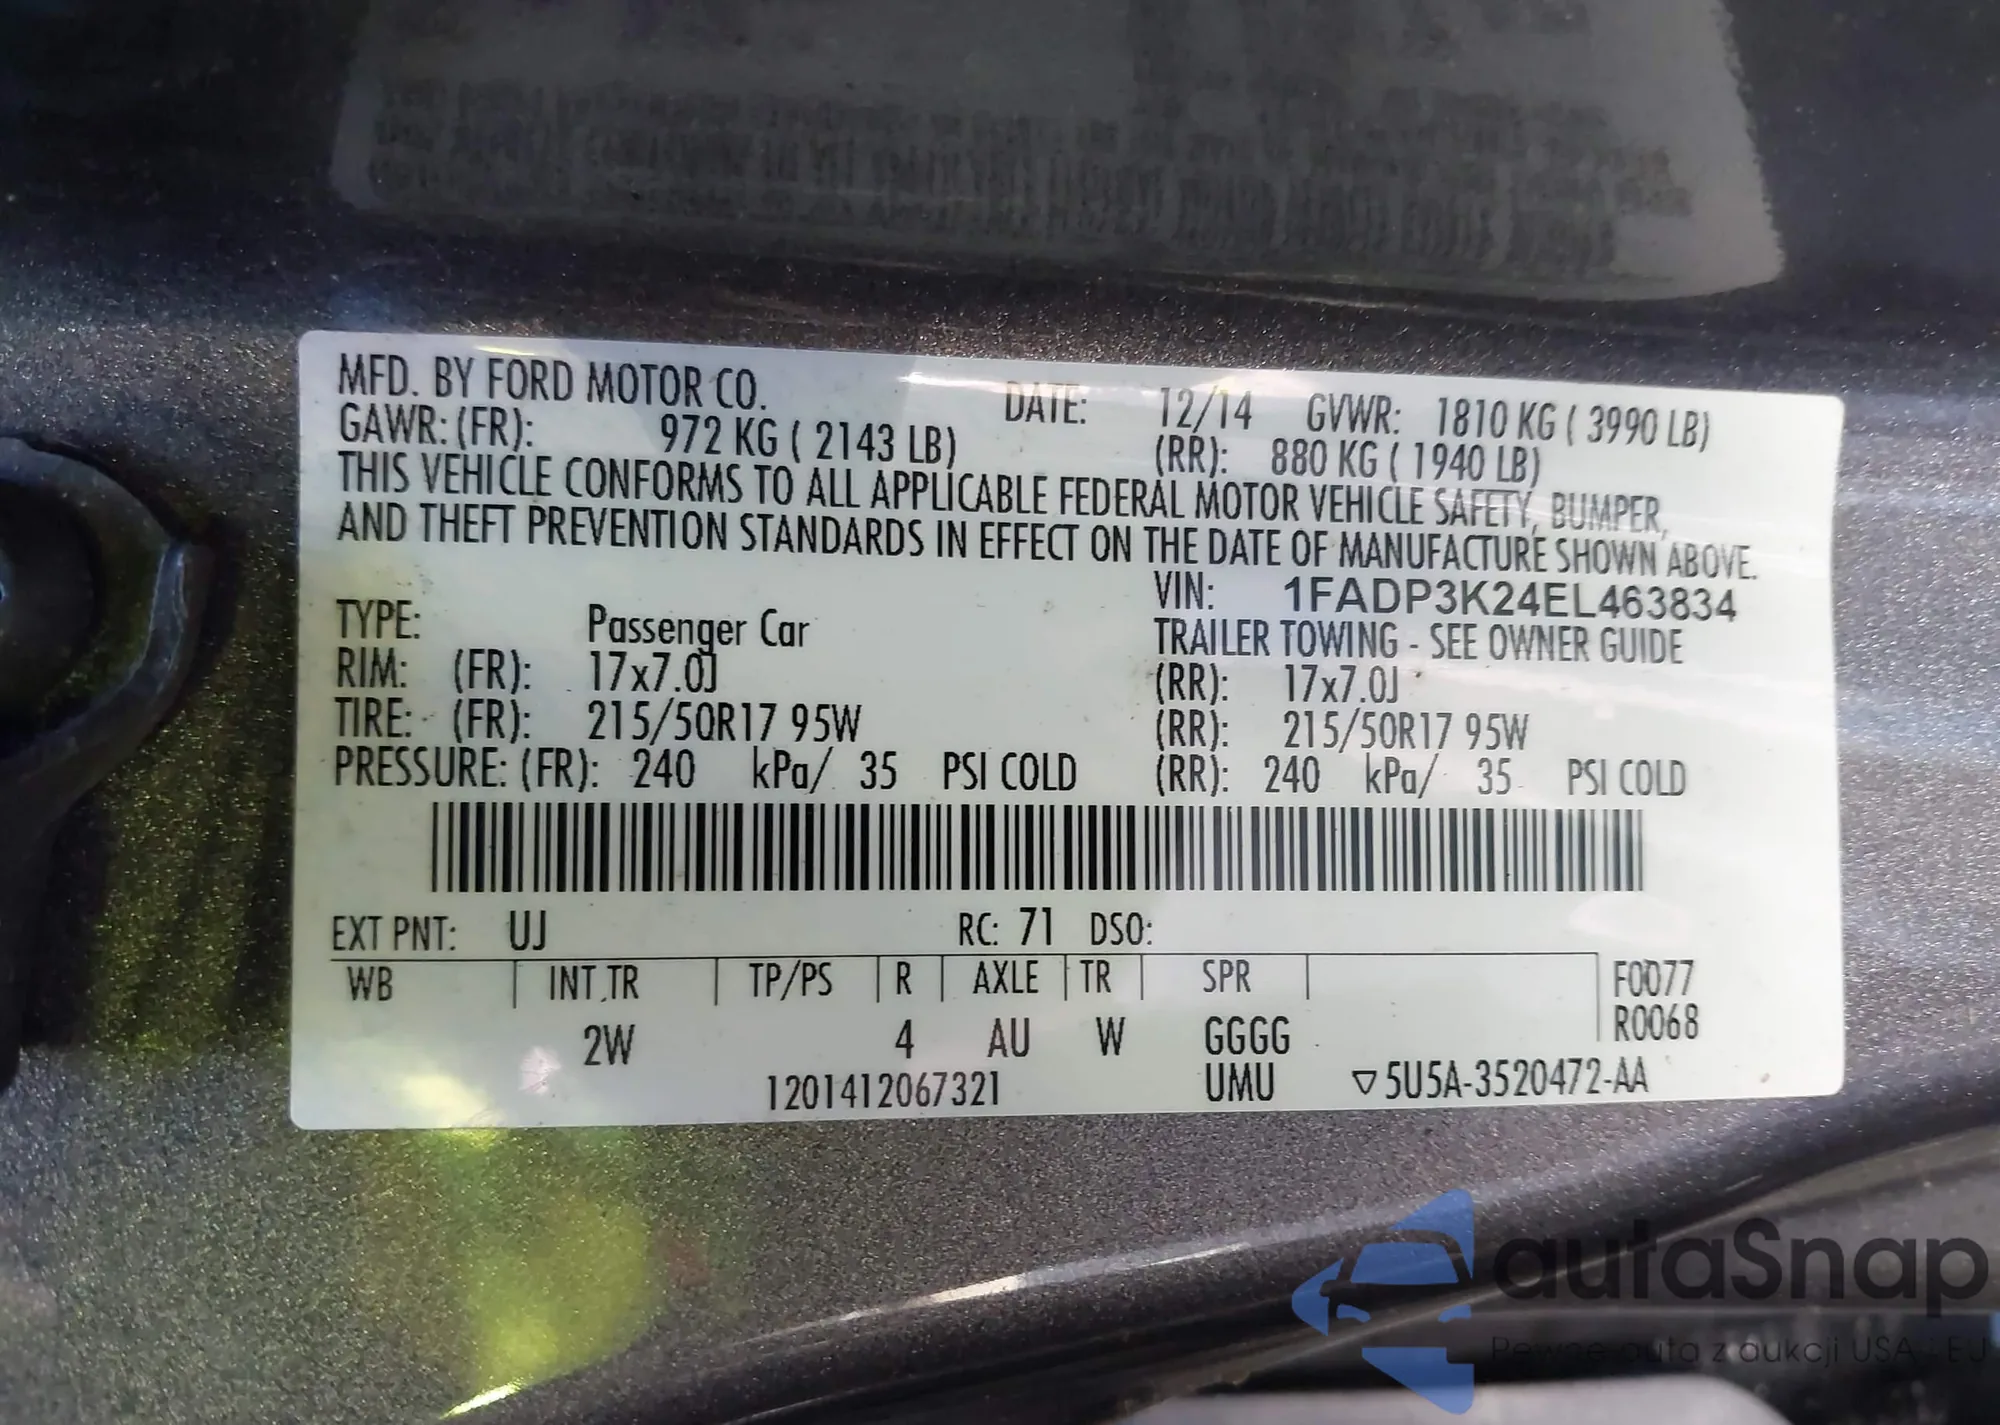 MFD. BY FORD MOTOR CO. DATE: 12/14 GVWR: 1810 KG ( 3990 LB)
GAWR: (FR): 972 KG ( 2143 LB) (RR): 880 KG ( 1940 LB)
THIS VEHICLE CONFORMS TO ALL APPLICABLE FEDERAL MOTOR VEHICLE SAFETY, BUMPER,
AND THEFT PREVENTION STANDARDS IN EFFECT ON THE DATE OF MANUFACTURE SHOWN ABOVE.
VIN: 1FADP3K24EL463834
TYPE: Passenger Car TRAILER TOWING - SEE OWNER GUIDE
RIM: (FR): 17x7.0J (RR): 17x7.0J
TIRE: (FR): 215/50R17 95W (RR): 215/50R17 95W
PRESSURE: (FR): 240 kPa/ 35 PSI COLD (RR): 240 kPa/ 35 PSI COLD
EXT PNT: UJ RC: 71 DSO:
WB INT TR TP/PS R AXLE TR SPR F0077
2W 4 AU W GGGG R0068
1201412067321 UMU ▽5U5A-3520472-AA
autaSnap
Pewne auta z aukcji USA i EU